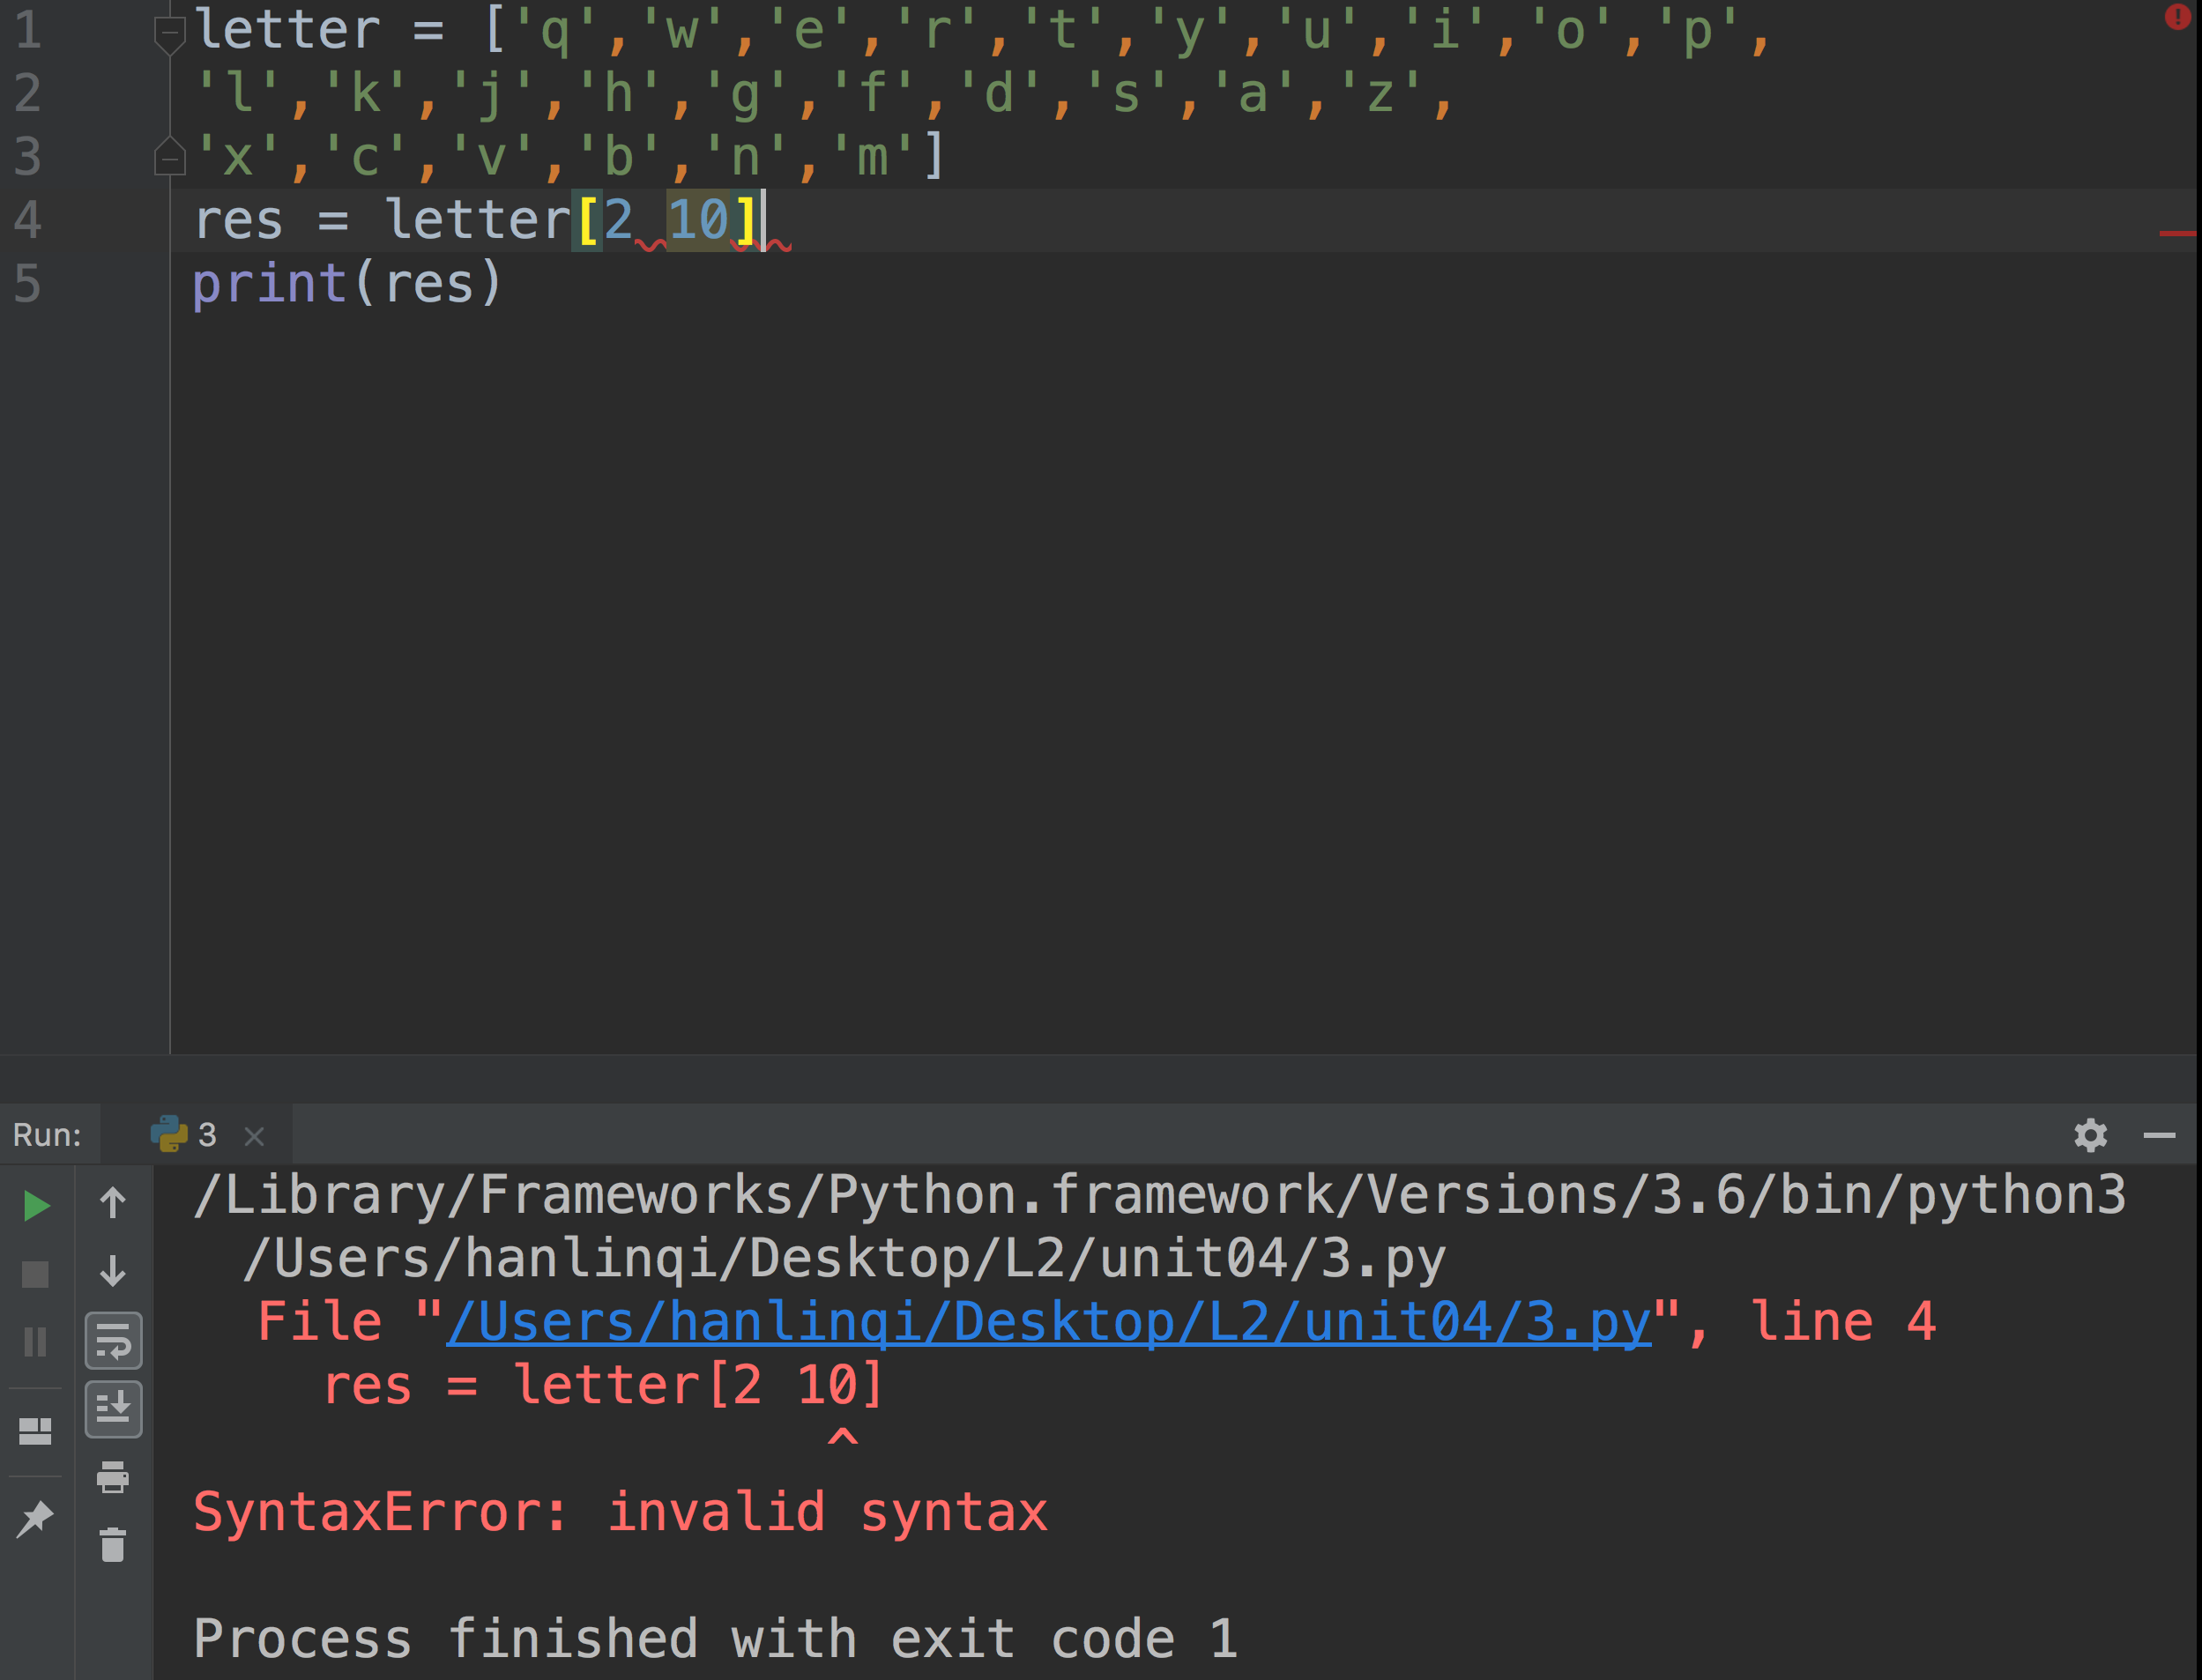 1 letter = ['q','w','e','r','t','y','u','i','o','p',
2 'l','k','j','h','g','f','d','s','a','z',
3 'x','c','v','b','n','m']
4 res = letter[2 10]
5 print(res)
Run: 3
/Library/Frameworks/Python.framework/Versions/3.6/bin/python3
/Users/hanlinqi/Desktop/L2/unit04/3.py
File "/Users/hanlinqi/Desktop/L2/unit04/3.py", line 4
res = letter[2 10]
^
SyntaxError: invalid syntax
Process finished with exit code 1